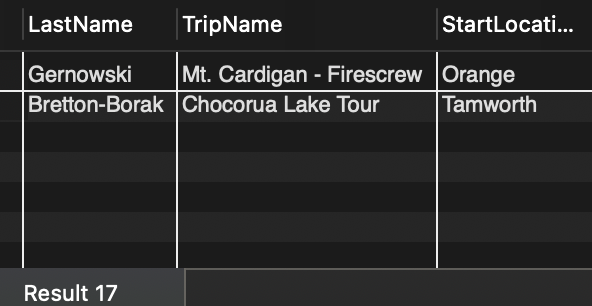 LastName TripName StartLocati...
Gernowski Mt. Cardigan - Firescrew Orange
Bretton-Borak Chocorua Lake Tour Tamworth
Result 17